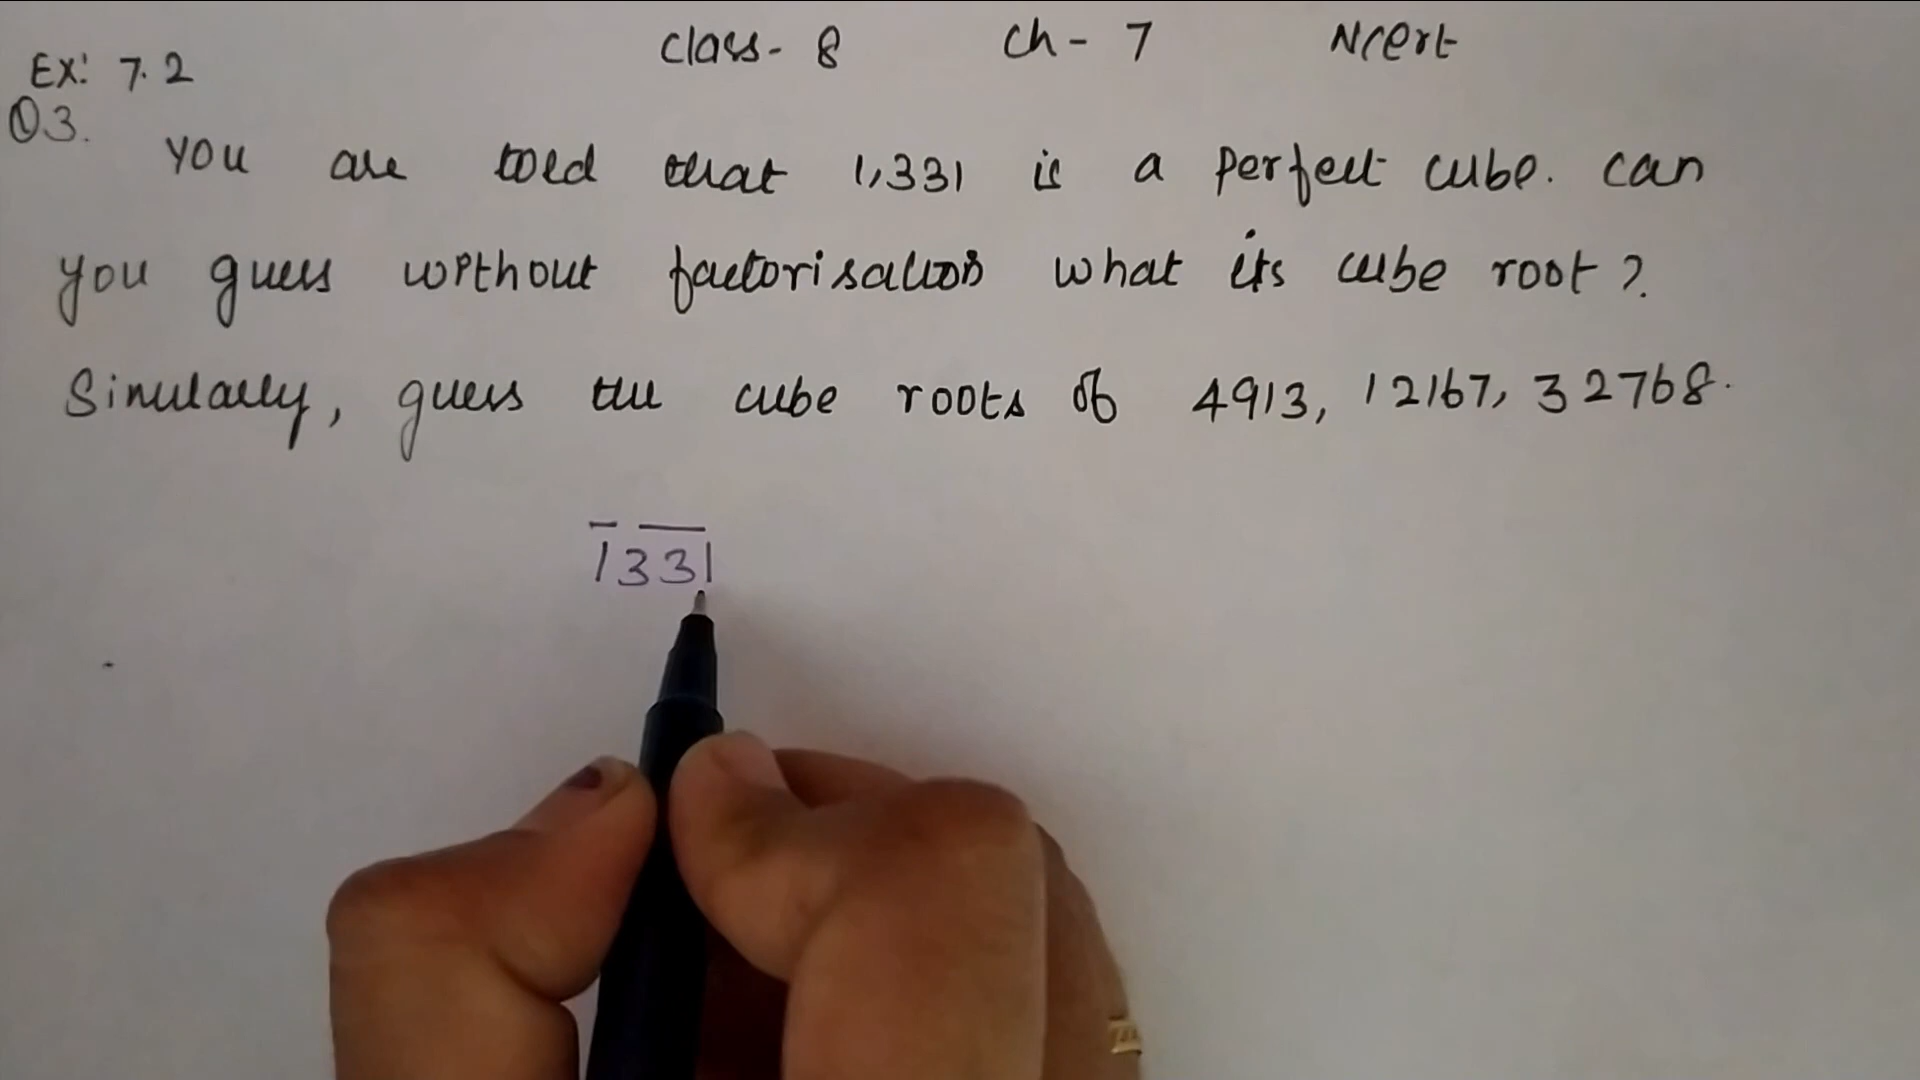 class- 8 ch- 7 Ncert
Ex: 7.2
Q3.
You are told that 1,331 is a perfect cube. can
you guess without factorisation what its cube root?
Similarly, guess the cube roots of 4913, 12167, 32768.
1331